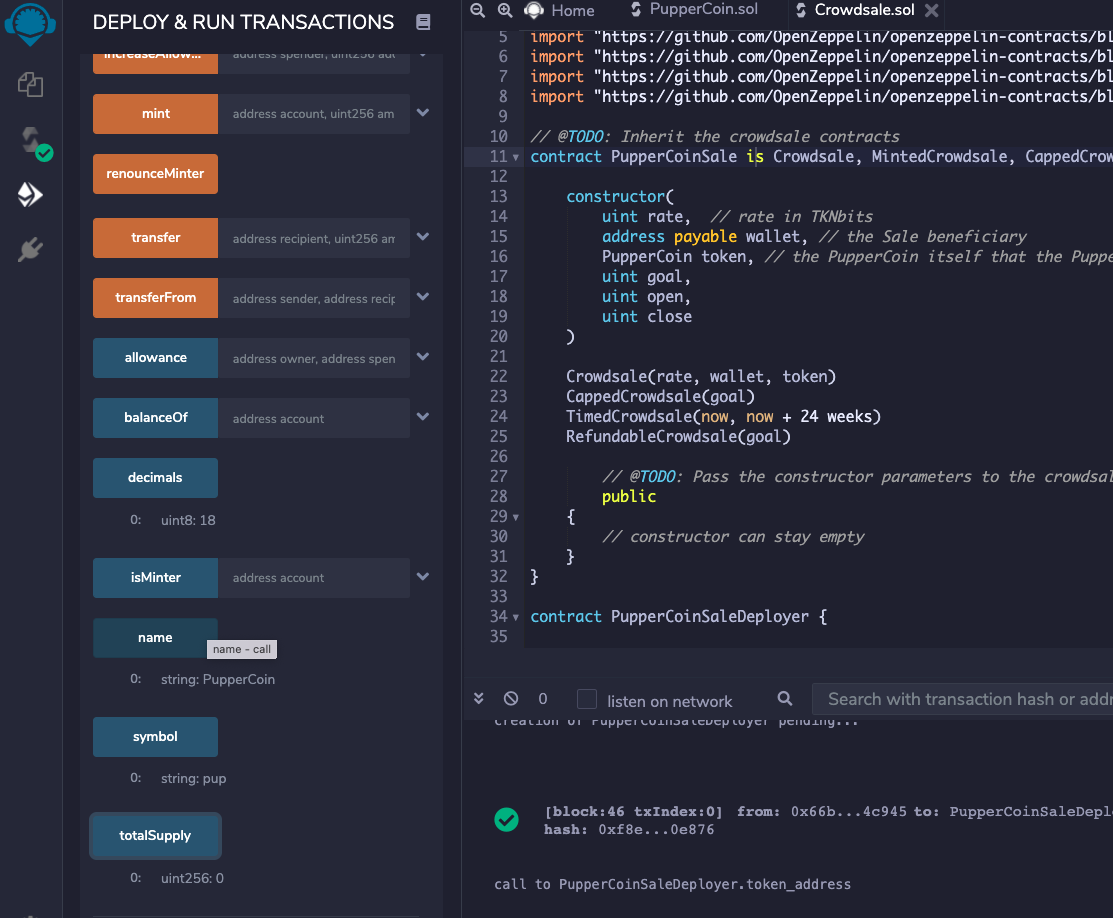 DEPLOY & RUN TRANSACTIONS
increaseAllow... address spender, uint256 add
mint address account, uint256 am
renounceMinter
transfer address recipient, uint256 am
transferFrom address sender, address recip
allowance address owner, address spen
balanceOf address account
decimals
0: uint8: 18
isMinter address account
name
name - call
0: string: PupperCoin
symbol
0: string: pup
totalSupply
0: uint256: 0
Home PupperCoin.sol Crowdsale.sol
5 import "https://github.com/OpenZeppelin/openzeppelin-contracts/bl
6 import "https://github.com/OpenZeppelin/openzeppelin-contracts/bl
7 import "https://github.com/OpenZeppelin/openzeppelin-contracts/bl
8 import "https://github.com/OpenZeppelin/openzeppelin-contracts/bl
9
10 // @TODO: Inherit the crowdsale contracts
11 contract PupperCoinSale is Crowdsale, MintedCrowdsale, CappedCrow
12
13 constructor(
14 uint rate, // rate in TKNbits
15 address payable wallet, // the Sale beneficiary
16 PupperCoin token, // the PupperCoin itself that the Puppe
17 uint goal,
18 uint open,
19 uint close
20 )
21
22 Crowdsale(rate, wallet, token)
23 CappedCrowdsale(goal)
24 TimedCrowdsale(now, now + 24 weeks)
25 RefundableCrowdsale(goal)
26
27 // @TODO: Pass the constructor parameters to the crowdsal
28 public
29 {
30 // constructor can stay empty
31 }
32 }
33
34 contract PupperCoinSaleDeployer {
35
0 listen on network Search with transaction hash or addr
creation of PupperCoinSaleDeployer pending...
[block:46 txIndex:0] from: 0x66b...4c945 to: PupperCoinSaleDepl
hash: 0xf8e...0e876
call to PupperCoinSaleDeployer.token_address